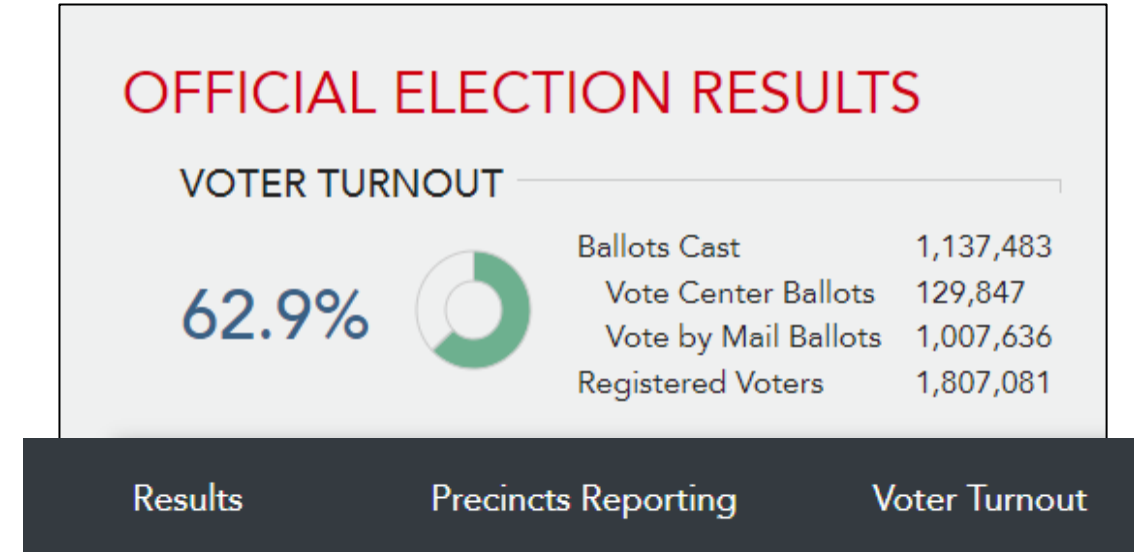 OFFICIAL ELECTION RESULTS
VOTER TURNOUT
62.9%
Ballots Cast 1,137,483
Vote Center Ballots 129,847
Vote by Mail Ballots 1,007,636
Registered Voters 1,807,081
Results Precincts Reporting Voter Turnout